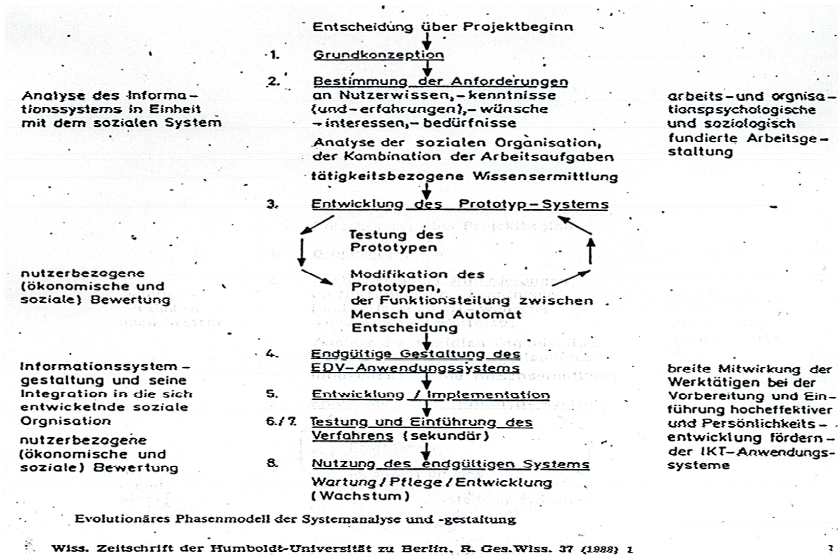 Entscheidung über Projektbeginn
1. Grundkonzeption
2. Bestimmung der Anforderungen
an Nutzerwissen,-kenntnisse
(und-erfahrungen),-wünsche
-interessen,-bedürfnisse
Analyse der sozialen Organisation,
der Kombination der Arbeitsaufgaben
tätigkeitsbezogene Wissensermittlung
Analyse des Informa-
tionssystems in Einheit
mit dem sozialen System
arbeits-und orgnisa-
tionspsychologische
und soziologisch
fundierte Arbeitsge-
staltung
3. Entwicklung des Prototyp-Systems
Testung des
Prototypen
Modifikation des
Prototypen,
der Funktionsteilung zwischen
Mensch und Automat
Entscheidung
nutzerbezogene
(ökonomische und
soziale) Bewertung
4. Endgültige Gestaltung des
EDV-Anwendungssystems
5. Entwicklung / Implementation
6./7. Testung und Einführung des
Verfahrens (sekundär)
8. Nutzung des endgültigen Systems
Wartung/Pflege/Entwicklung
(Wachstum)
Informationssystem-
gestaltung und seine
Integration in die sich
entwickelnde soziale
Orgnisation
nutzerbezogene
(ökonomische und
soziale) Bewertung
breite Mitwirkung der
Werktätigen bei der
Vorbereitung und Ein-
führung hocheffektiver
und Persönlichkeits-
entwicklung fördern-
der IKT-Anwendungs-
systeme
Evolutionäres Phasenmodell der Systemanalyse und -gestaltung
Wiss. Zeitschrift der Humboldt-Universität zu Berlin, R. Ges.Wiss. 37 (1988) 1